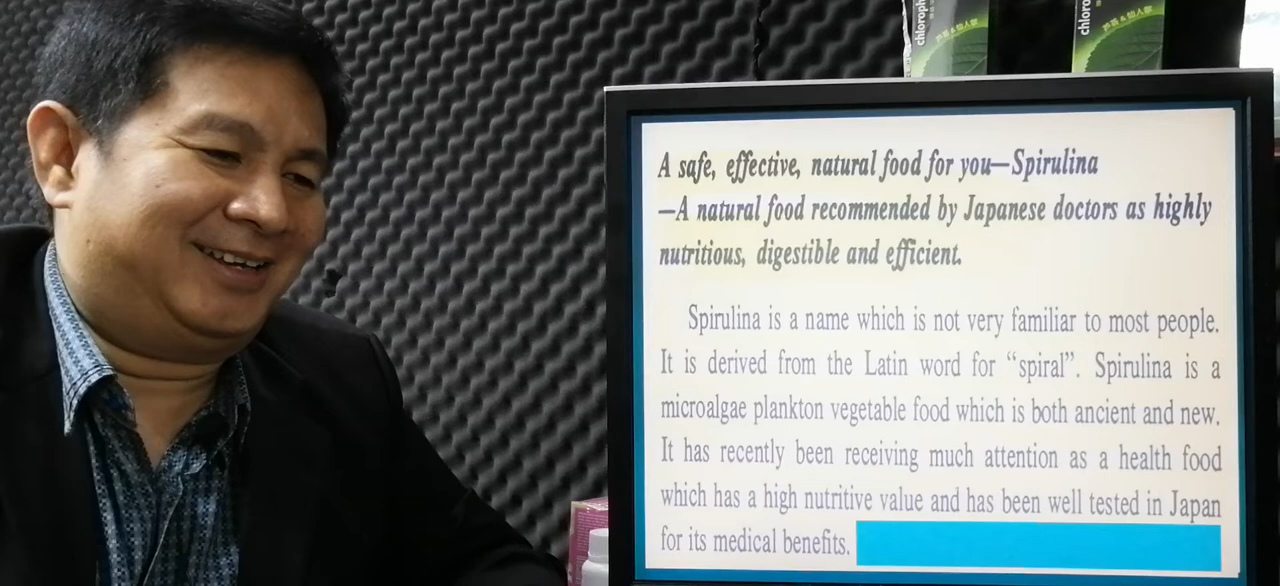 chloroph
chloroph
A safe, effective, natural food for you—Spirulina
—A natural food recommended by Japanese doctors as highly
nutritious, digestible and efficient.
Spirulina is a name which is not very familiar to most people.
It is derived from the Latin word for “spiral”. Spirulina is a
microalgae plankton vegetable food which is both ancient and new.
It has recently been receiving much attention as a health food
which has a high nutritive value and has been well tested in Japan
for its medical benefits.